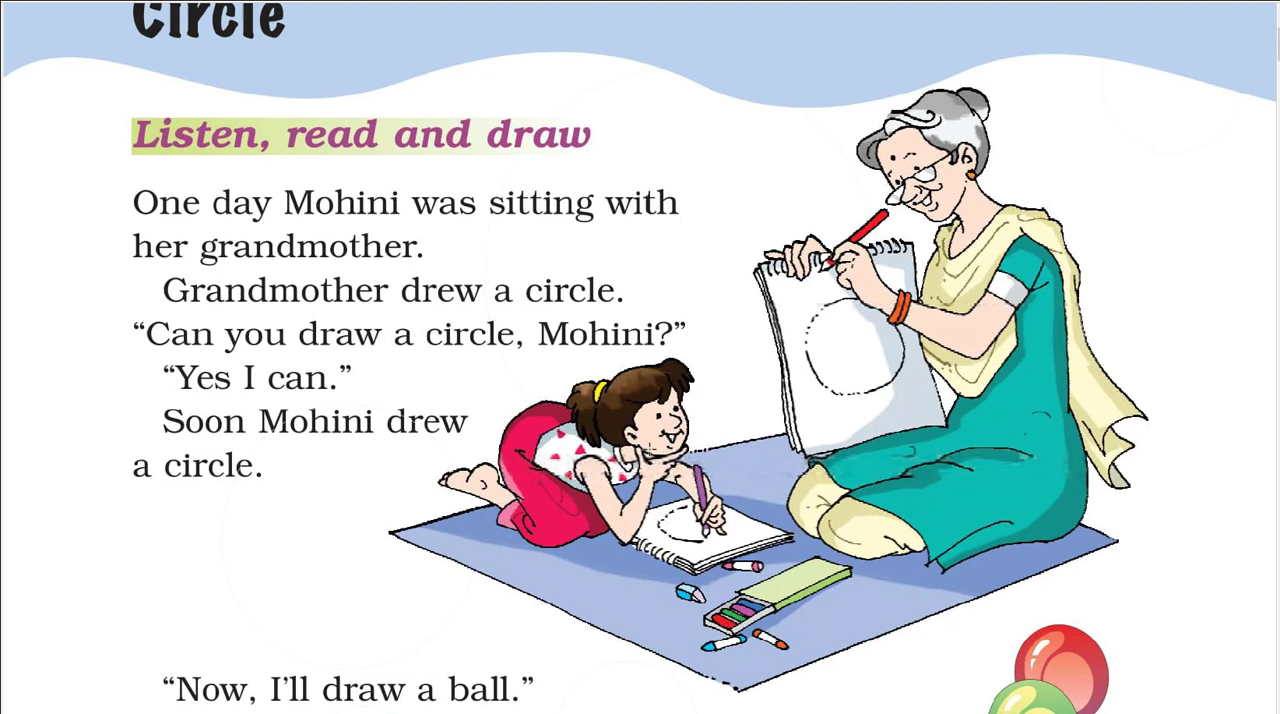 Circle
Listen, read and draw
One day Mohini was sitting with
her grandmother.
Grandmother drew a circle.
“Can you draw a circle, Mohini?”
“Yes I can.”
Soon Mohini drew
a circle.
“Now, I’ll draw a ball.”